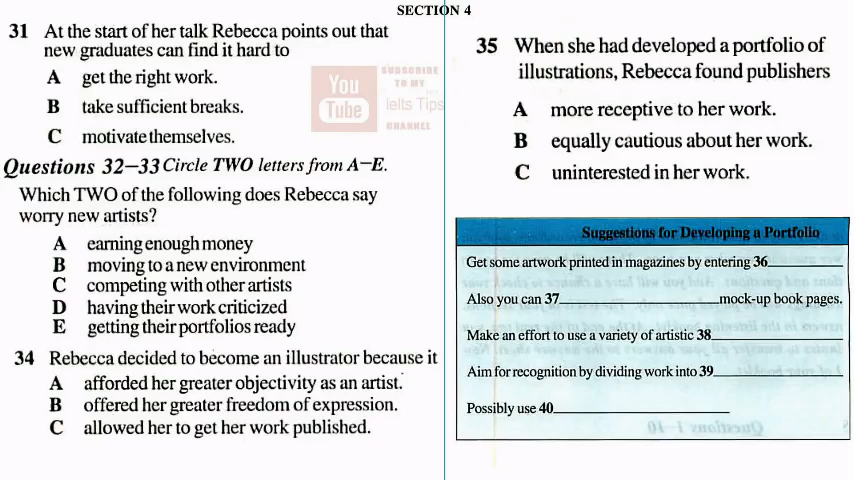 SECTION 4
31 At the start of her talk Rebecca points out that
new graduates can find it hard to
A get the right work.
B take sufficient breaks.
C motivate themselves.
You Tube
SUBSCRIBE
TO MY
Ielts Tips
CHANNEL
Questions 32–33 Circle TWO letters from A–E.
Which TWO of the following does Rebecca say
worry new artists?
A earning enough money
B moving to a new environment
C competing with other artists
D having their work criticized
E getting their portfolios ready
34 Rebecca decided to become an illustrator because it
A afforded her greater objectivity as an artist.
B offered her greater freedom of expression.
C allowed her to get her work published.
35 When she had developed a portfolio of
illustrations, Rebecca found publishers
A more receptive to her work.
B equally cautious about her work.
C uninterested in her work.
Suggestions for Developing a Portfolio
Get some artwork printed in magazines by entering 36
Also you can 37 mock-up book pages.
Make an effort to use a variety of artistic 38
Aim for recognition by dividing work into 39
Possibly use 40
Questions 1-10